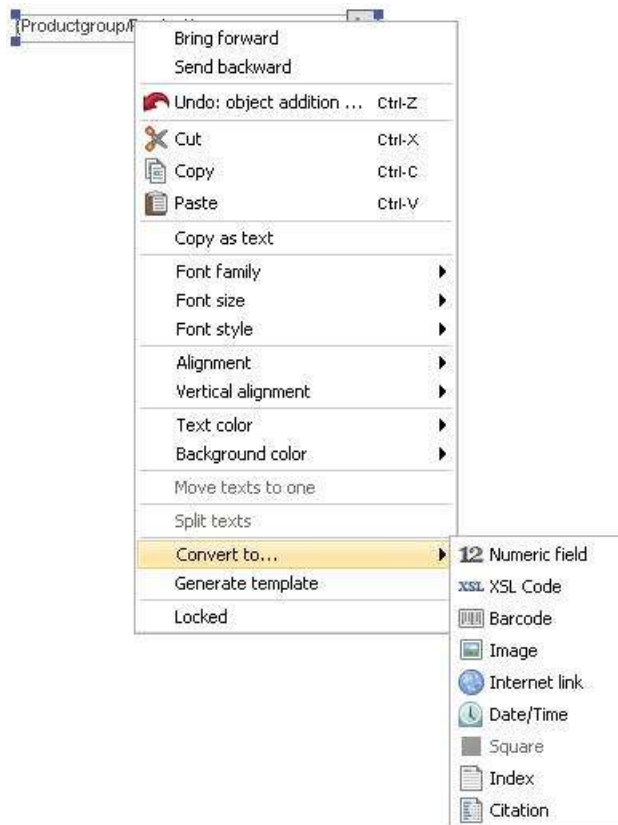 {Productgroup/
Bring forward
Send backward
Undo: object addition ... Ctrl-Z
Cut Ctrl-X
Copy Ctrl-C
Paste Ctrl-V
Copy as text
Font family
Font size
Font style
Alignment
Vertical alignment
Text color
Background color
Move texts to one
Split texts
Convert to...
Generate template
Locked
12 Numeric field
XSL XSL Code
Barcode
Image
Internet link
Date/Time
Square
Index
Citation